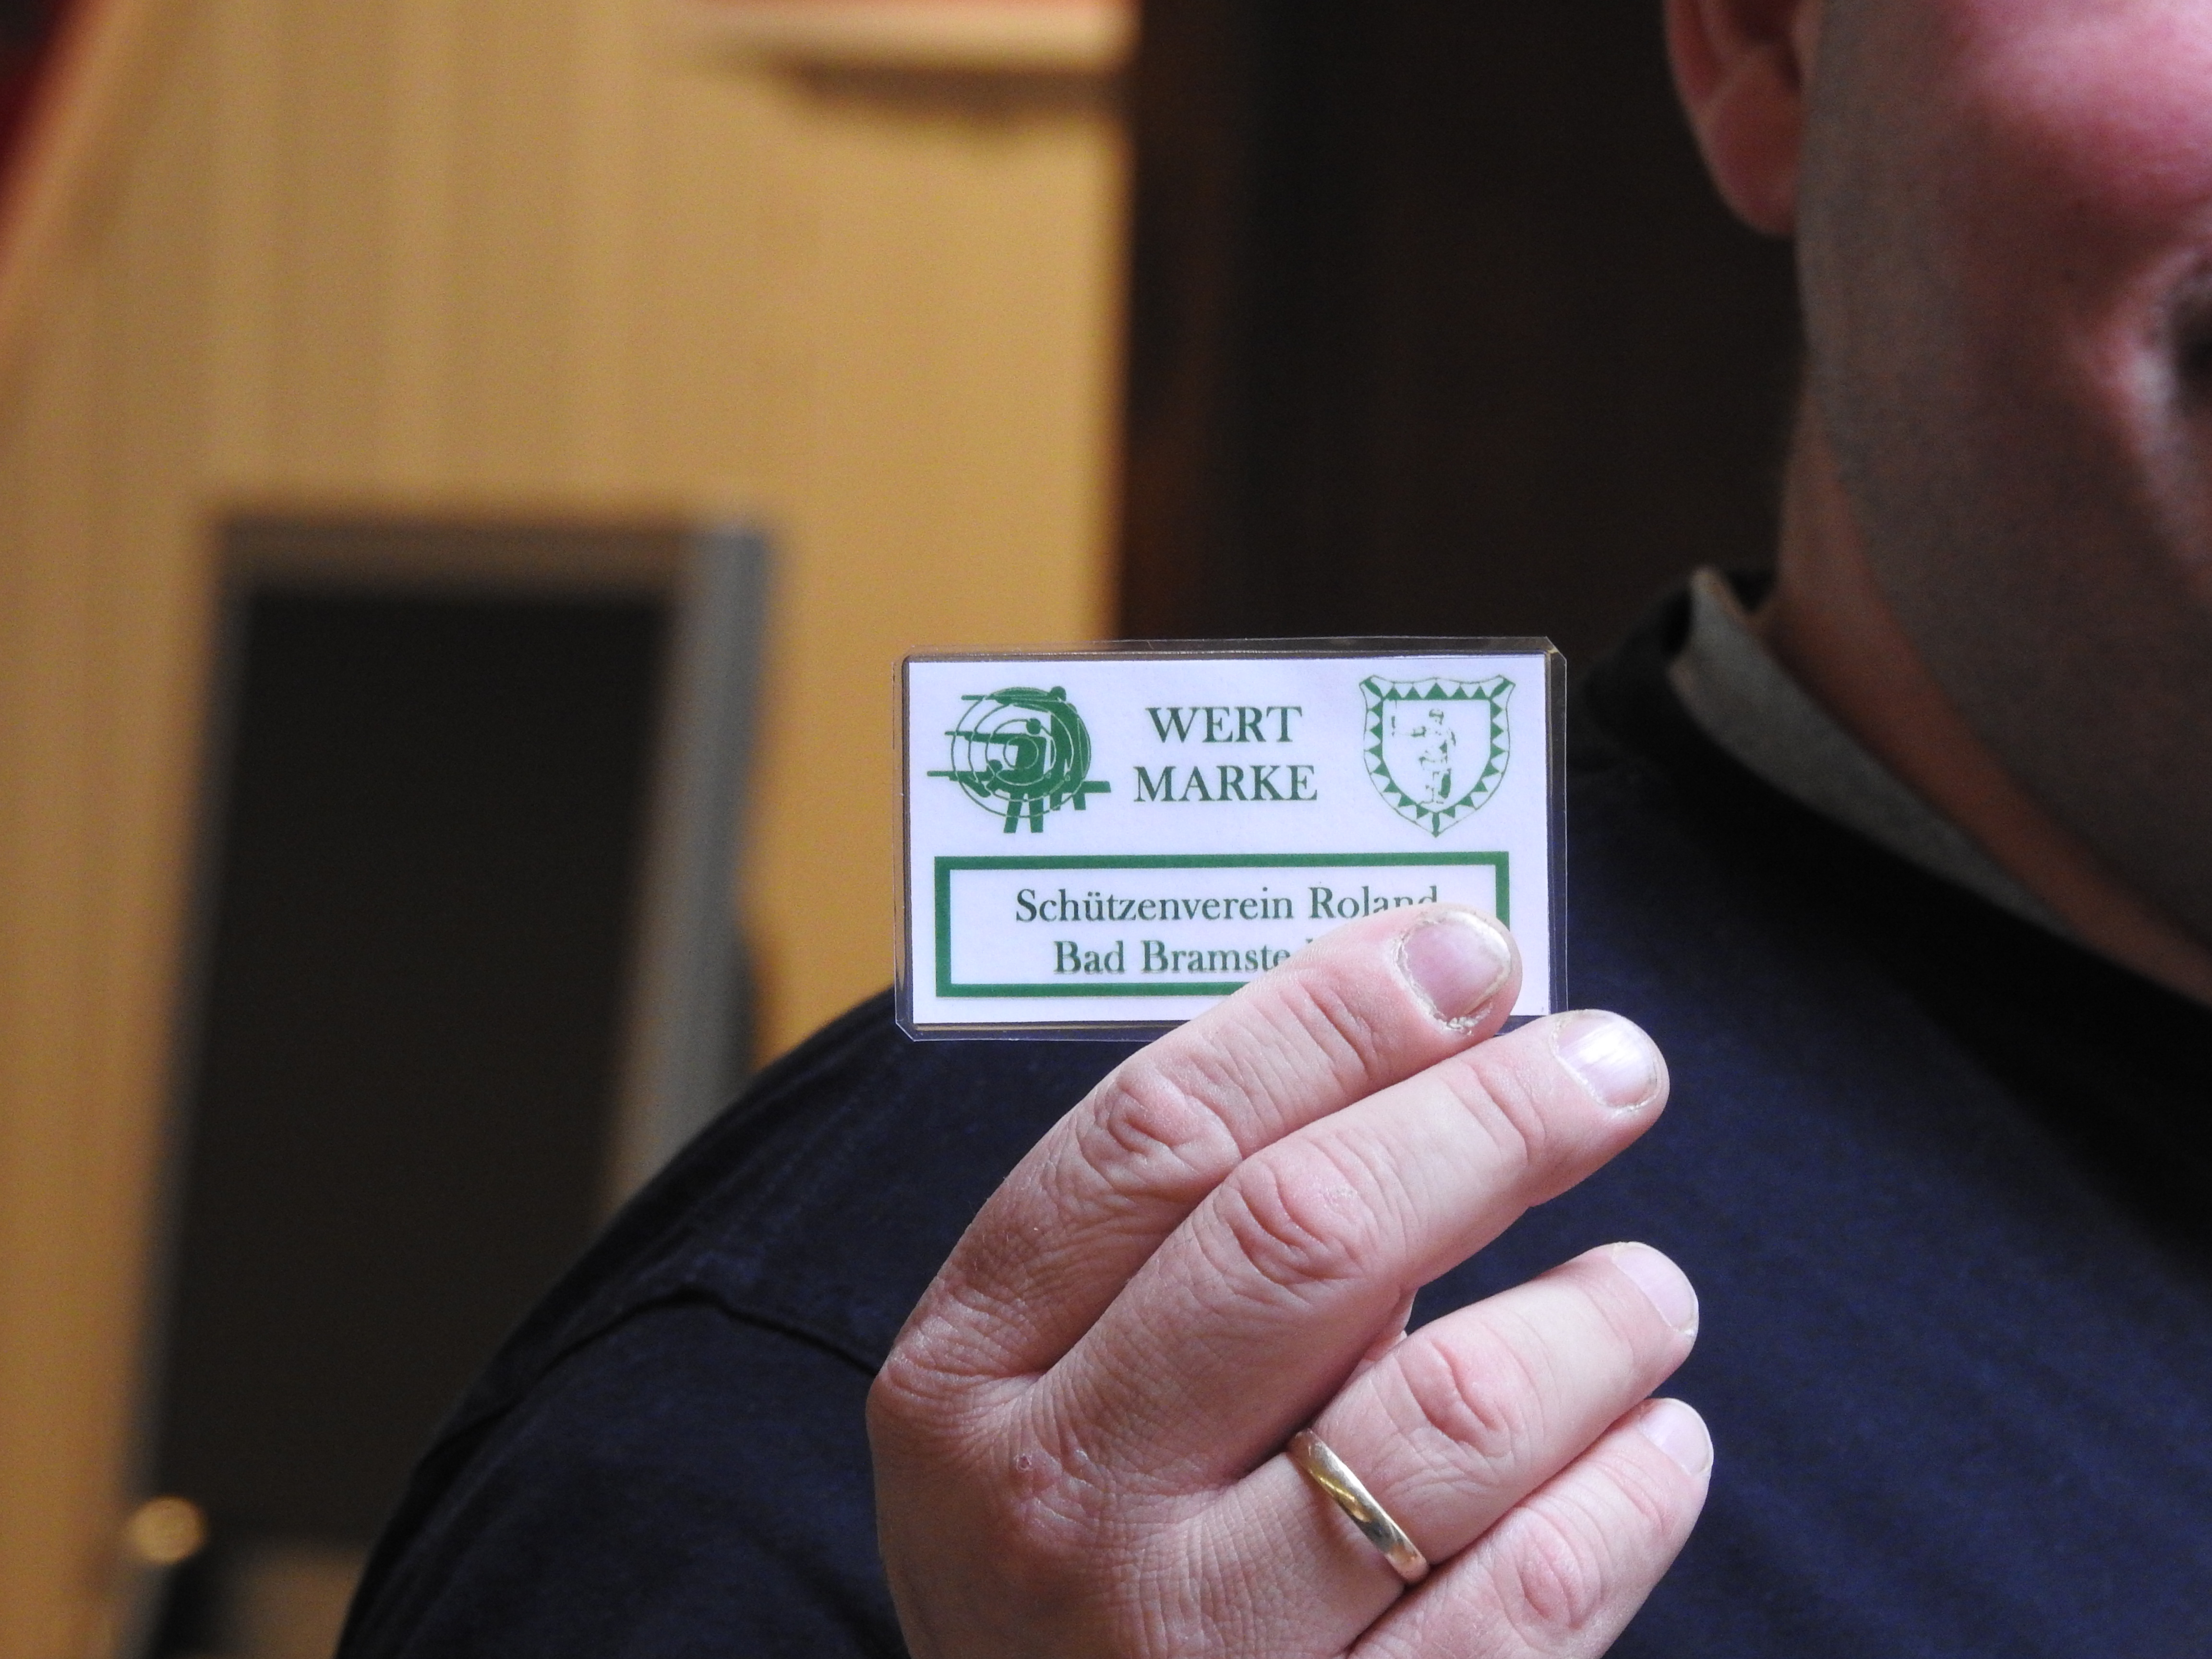 WERT
MARKE
Schützenverein Roland
Bad Bramste